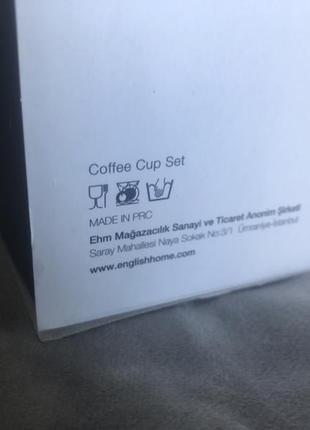 Coffee Cup Set
MADE IN PRC
Ehm Mağazacılık Sanayi ve Ticaret Anonim Şirketi
Saray Mahallesi Naya Sokak No:3/1 Ümraniye-İstanbul
www.englishhome.com